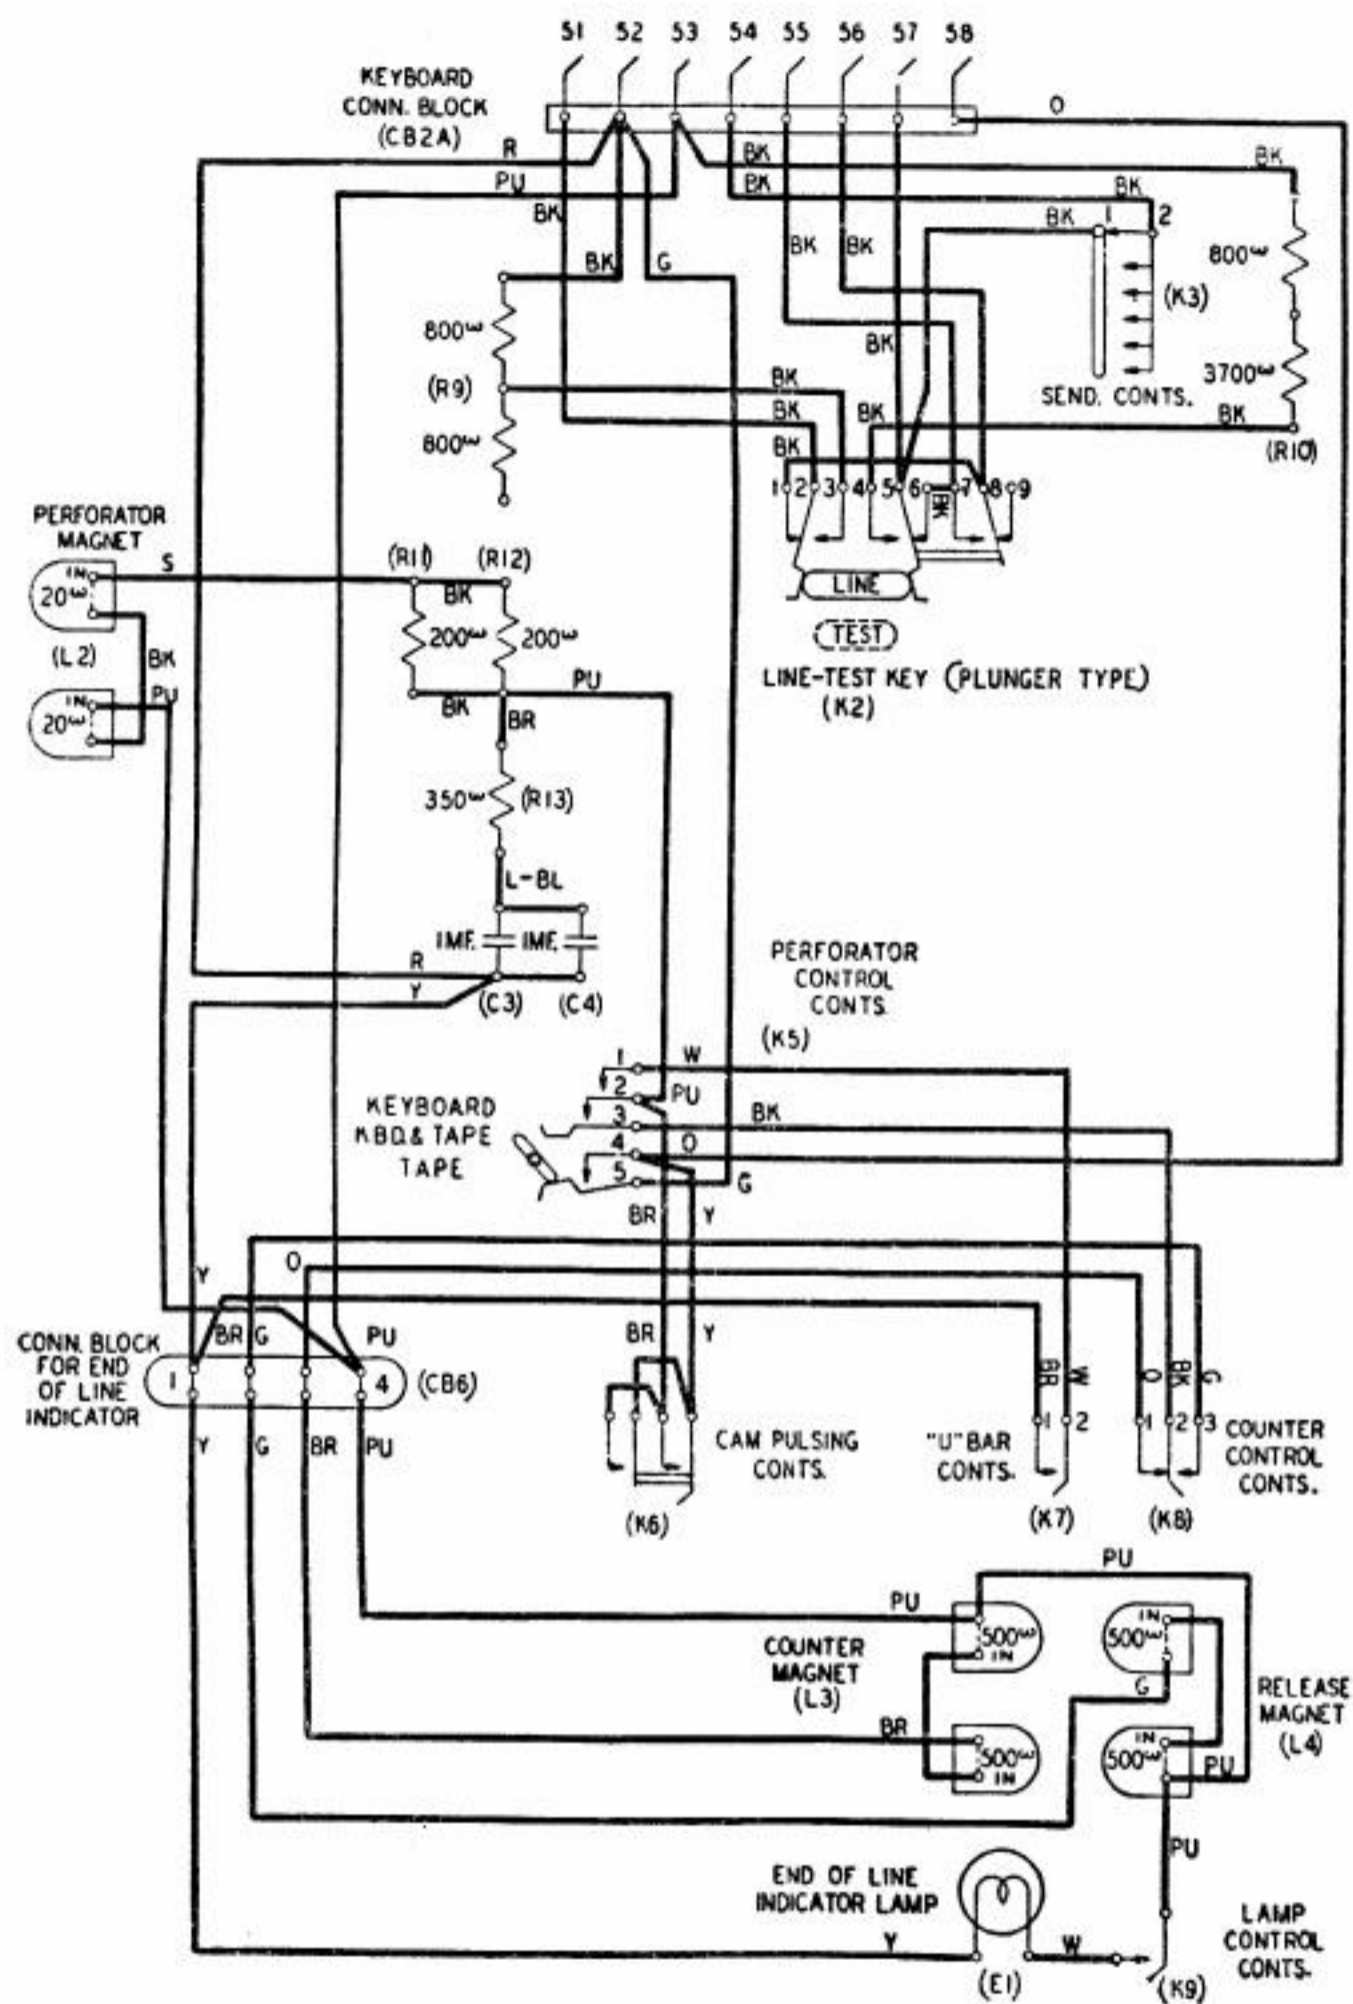 51 52 53 54 55 56 57 58
KEYBOARD
CONN. BLOCK
(CB2A)
O
R
BK
BK
PU
BK
BK
BK
BK
1
2
BK
BK
BK
G
800ω
(K3)
800ω
BK
3700ω
(R9)
BK
SEND. CONTS.
BK
BK
BK
800ω
BK
(R10)
1 2 3 4 5 6 7 8 9
BK
PERFORATOR
MAGNET
S
(R11)
(R12)
IN
20ω
BK
LINE
200ω
200ω
TEST
(L2)
BK
PU
PU
LINE-TEST KEY (PLUNGER TYPE)
(K2)
IN
20ω
BK
BR
350ω
(R13)
L-BL
1MF.
1MF.
PERFORATOR
CONTROL
CONTS.
R
Y
(C3)
(C4)
(K5)
1
W
2
PU
KEYBOARD
KBD.& TAPE
TAPE
3
BK
4
O
5
G
BR
Y
Y
O
CONN. BLOCK
FOR END
OF LINE
INDICATOR
BR
G
PU
BR
Y
1
4
(CB6)
BR
W
O
BK
G
Y
G
BR
PU
CAM PULSING
CONTS.
(K6)
"U" BAR
CONTS.
1
2
(K7)
1
2
3
COUNTER
CONTROL
CONTS.
(K8)
PU
PU
500ω
IN
IN
500ω
COUNTER
MAGNET
(L3)
G
RELEASE
MAGNET
(L4)
BR
500ω
IN
IN
500ω
PU
PU
END OF LINE
INDICATOR LAMP
LAMP
CONTROL
CONTS.
Y
W
(E1)
(K9)